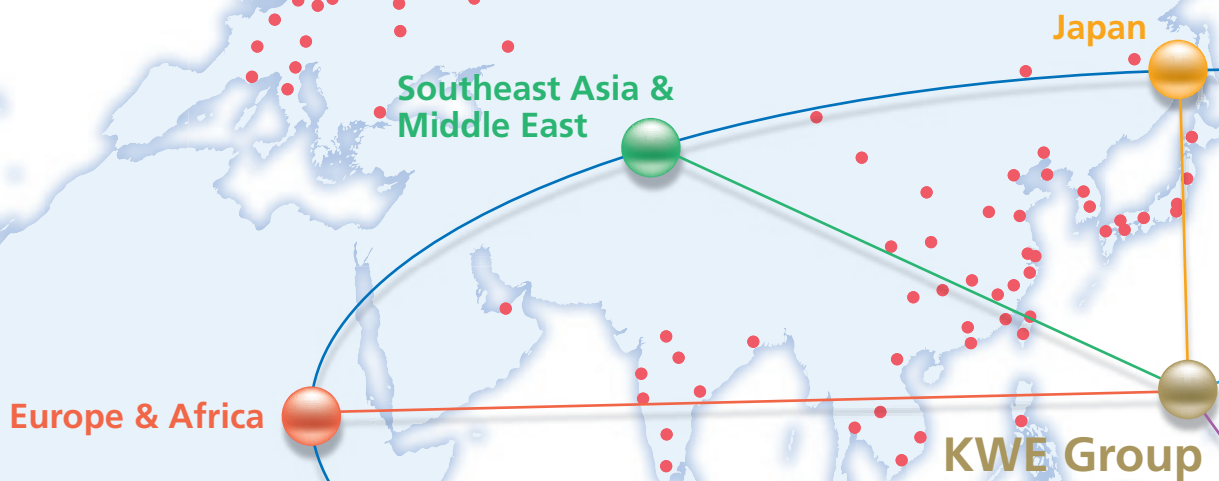 Japan
Southeast Asia &
Middle East
Europe & Africa
KWE Group